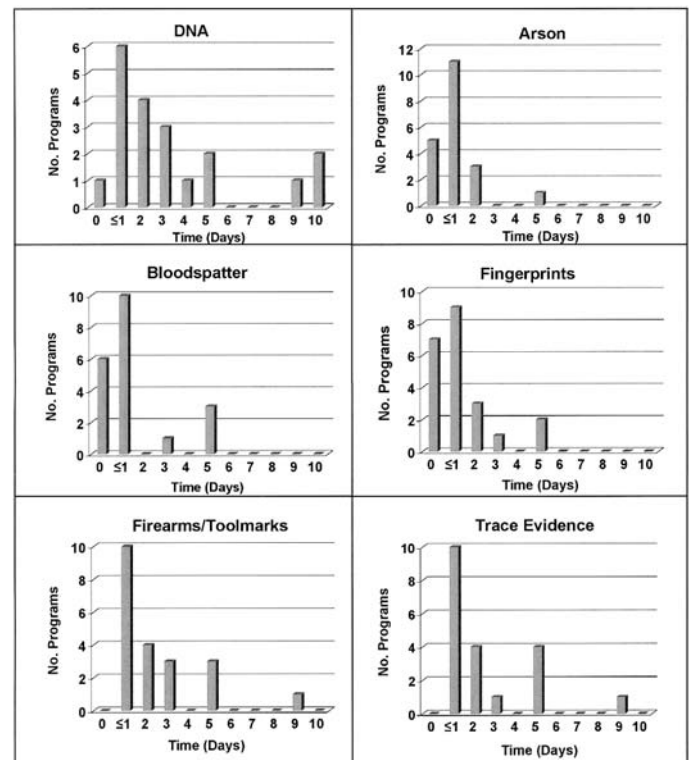 DNA
No. Programs
6
5
4
3
2
1
0
0 ≤1 2 3 4 5 6 7 8 9 10
Time (Days)
Arson
No. Programs
12
10
8
6
4
2
0
0 ≤1 2 3 4 5 6 7 8 9 10
Time (Days)
Bloodspatter
No. Programs
10
8
6
4
2
0
0 ≤1 2 3 5 6 7 8 9 10
Time (Days)
Fingerprints
No. Programs
10
8
6
4
2
0
0 ≤1 2 3 4 5 6 7 8 9 10
Time (Days)
Firearms/Toolmarks
No. Programs
10
8
6
4
2
0
0 ≤1 2 3 4 5 6 7 8 9 10
Time (Days)
Trace Evidence
No. Programs
10
8
6
4
2
0
0 ≤1 2 3 4 5 6 7 8 9 10
Time (Days)